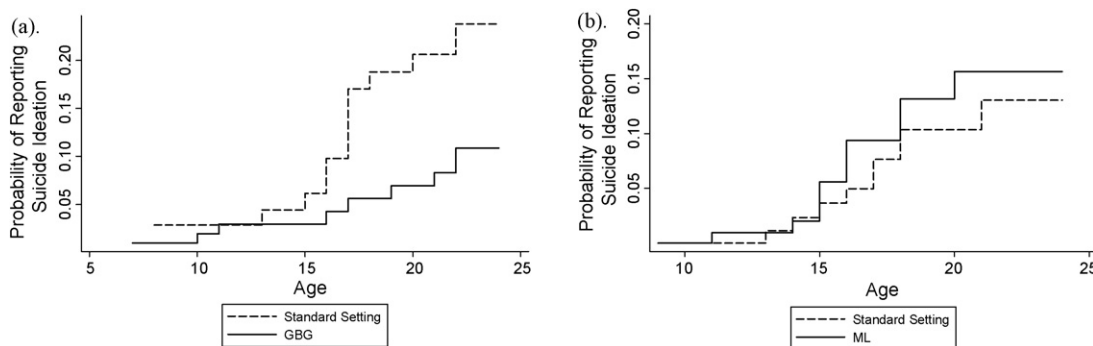 (a).
Probability of Reporting
Suicide Ideation
0.20
0.15
0.10
0.05
5
10
15
20
25
Age
Standard Setting
GBG
(b).
Probability of Reporting
Suicide Ideation
0.20
0.15
0.10
0.05
10
15
20
25
Age
Standard Setting
ML